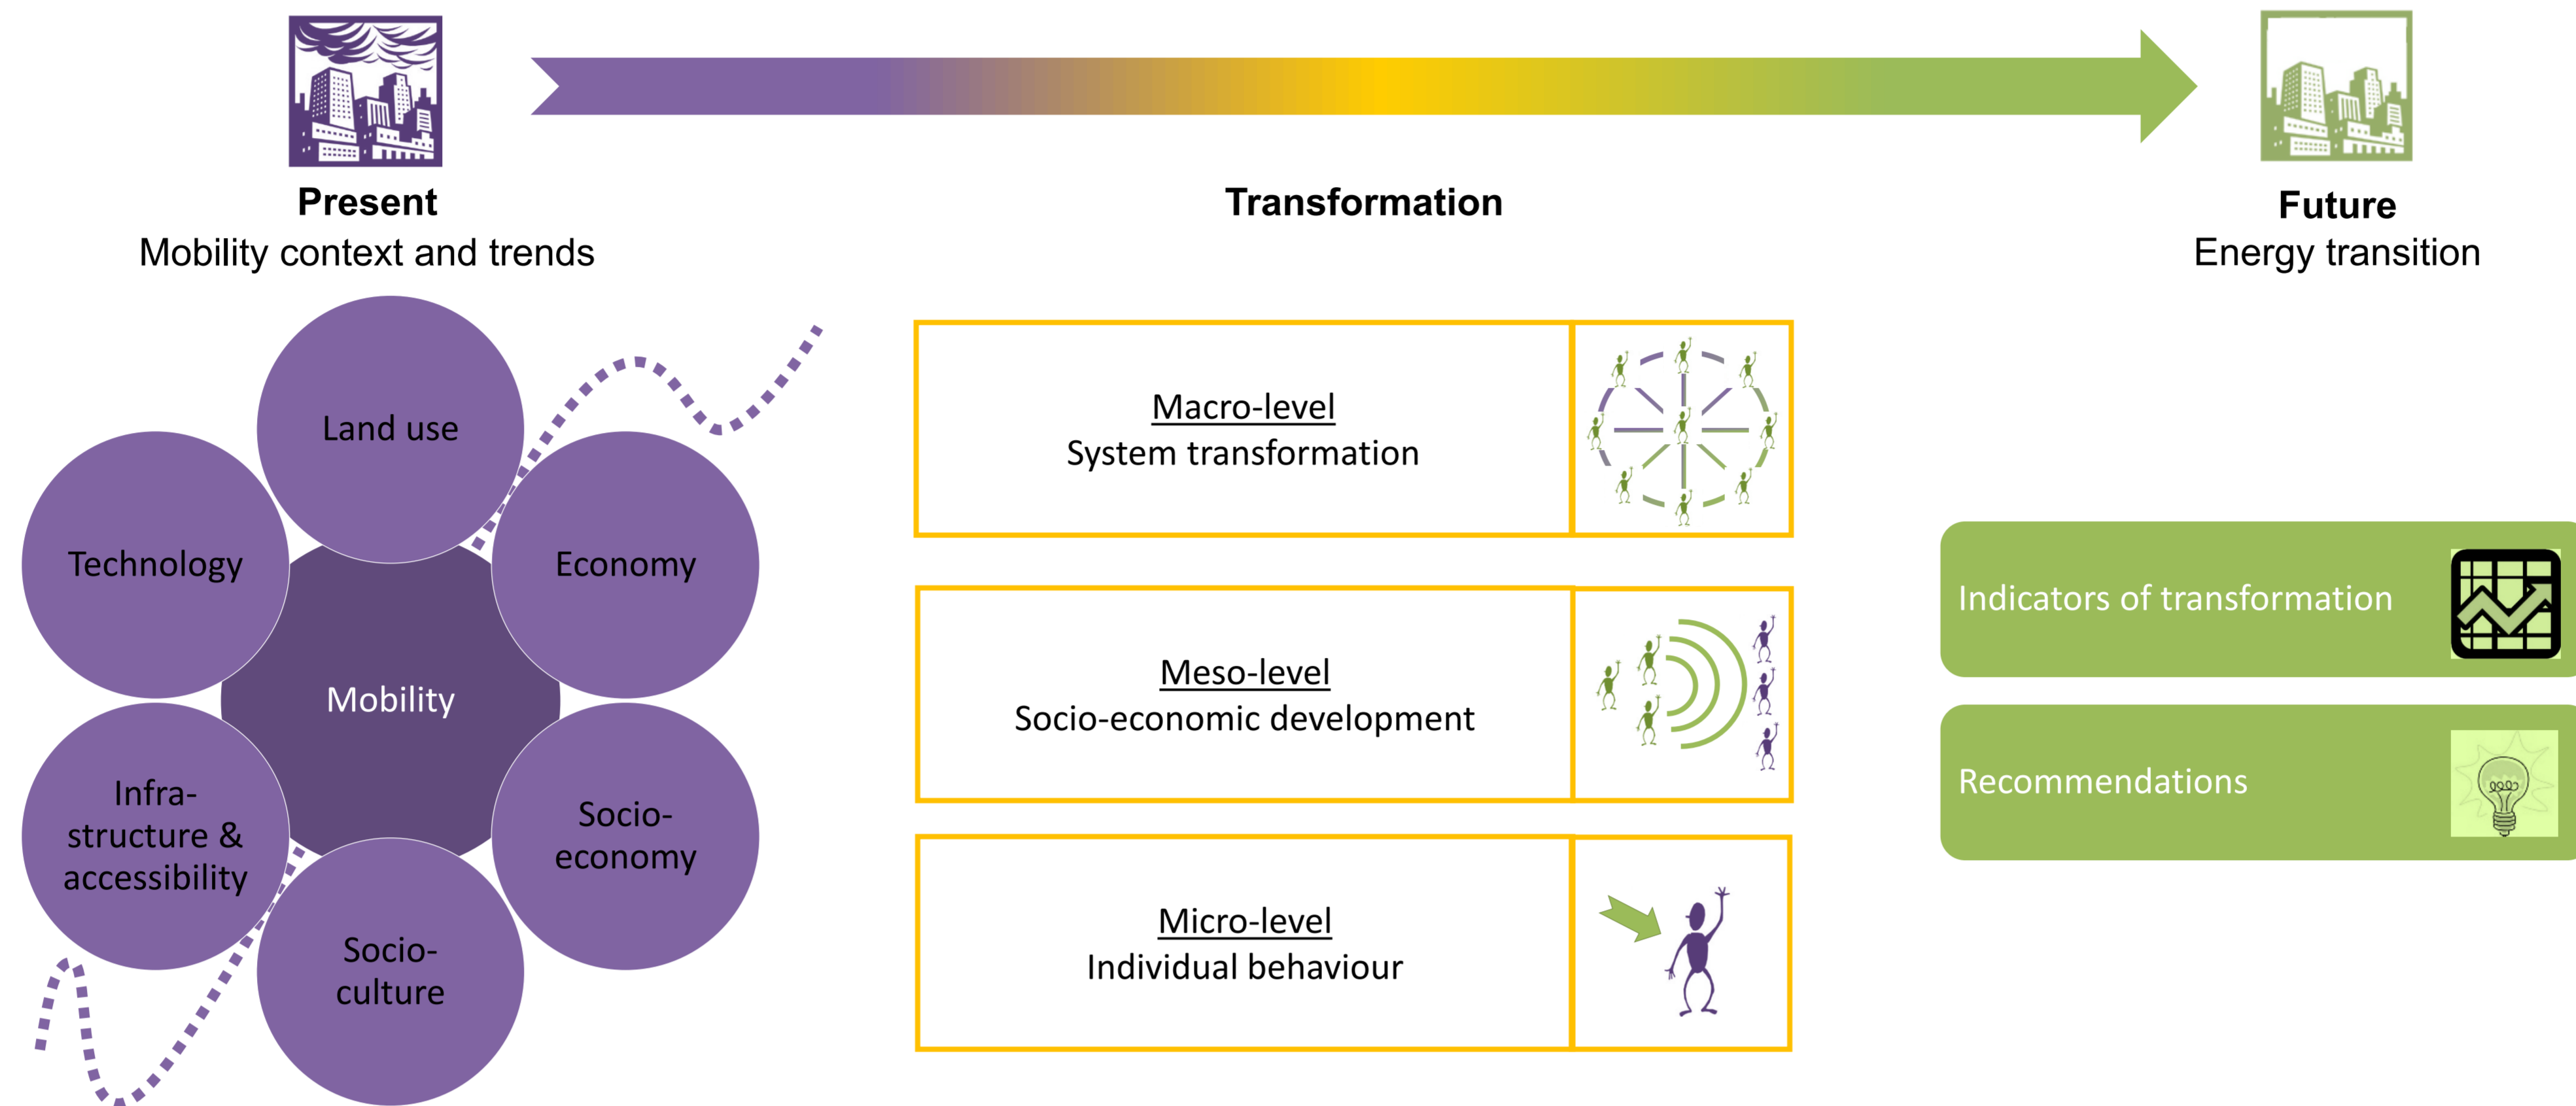 Present
Mobility context and trends
Transformation
Future
Energy transition
Land use
Technology
Economy
Mobility
Infra-
structure &
accessibility
Socio-
economy
Socio-
culture
Macro-level
System transformation
Meso-level
Socio-economic development
Micro-level
Individual behaviour
Indicators of transformation
Recommendations